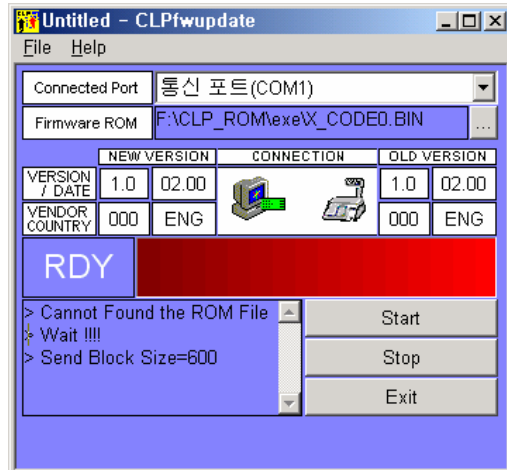 Untitled - CLPfwupdate
File Help
Connected Port 통신 포트(COM1)
Firmware ROM F:\CLP_ROM\exe\X_CODE0.BIN ...
NEW VERSION CONNECTION OLD VERSION
VERSION / DATE 1.0 02.00 1.0 02.00
VENDOR COUNTRY 000 ENG 000 ENG
RDY
> Cannot Found the ROM File
> Wait !!!!
> Send Block Size=600
Start
Stop
Exit